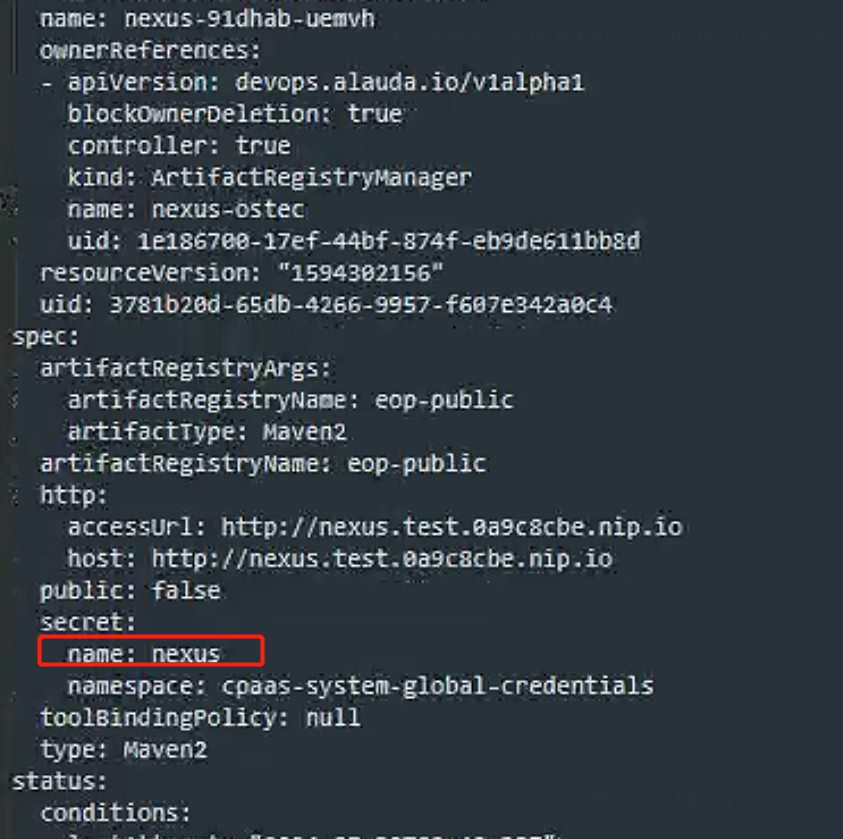 name: nexus-91dhab-uemvh
ownerReferences:
- apiVersion: devops.alauda.io/v1alpha1
blockOwnerDeletion: true
controller: true
kind: ArtifactRegistryManager
name: nexus-ostec
uid: 1e186700-17ef-44bf-874f-eb9de611bb8d
resourceVersion: "1594302156"
uid: 3781b20d-65db-4266-9957-f607e342a0c4
spec:
artifactRegistryArgs:
artifactRegistryName: eop-public
artifactType: Maven2
artifactRegistryName: eop-public
http:
accessUrl: http://nexus.test.0a9c8cbe.nip.io
host: http://nexus.test.0a9c8cbe.nip.io
public: false
secret:
name: nexus
namespace: cpaas-system-global-credentials
toolBindingPolicy: null
type: Maven2
status:
conditions: